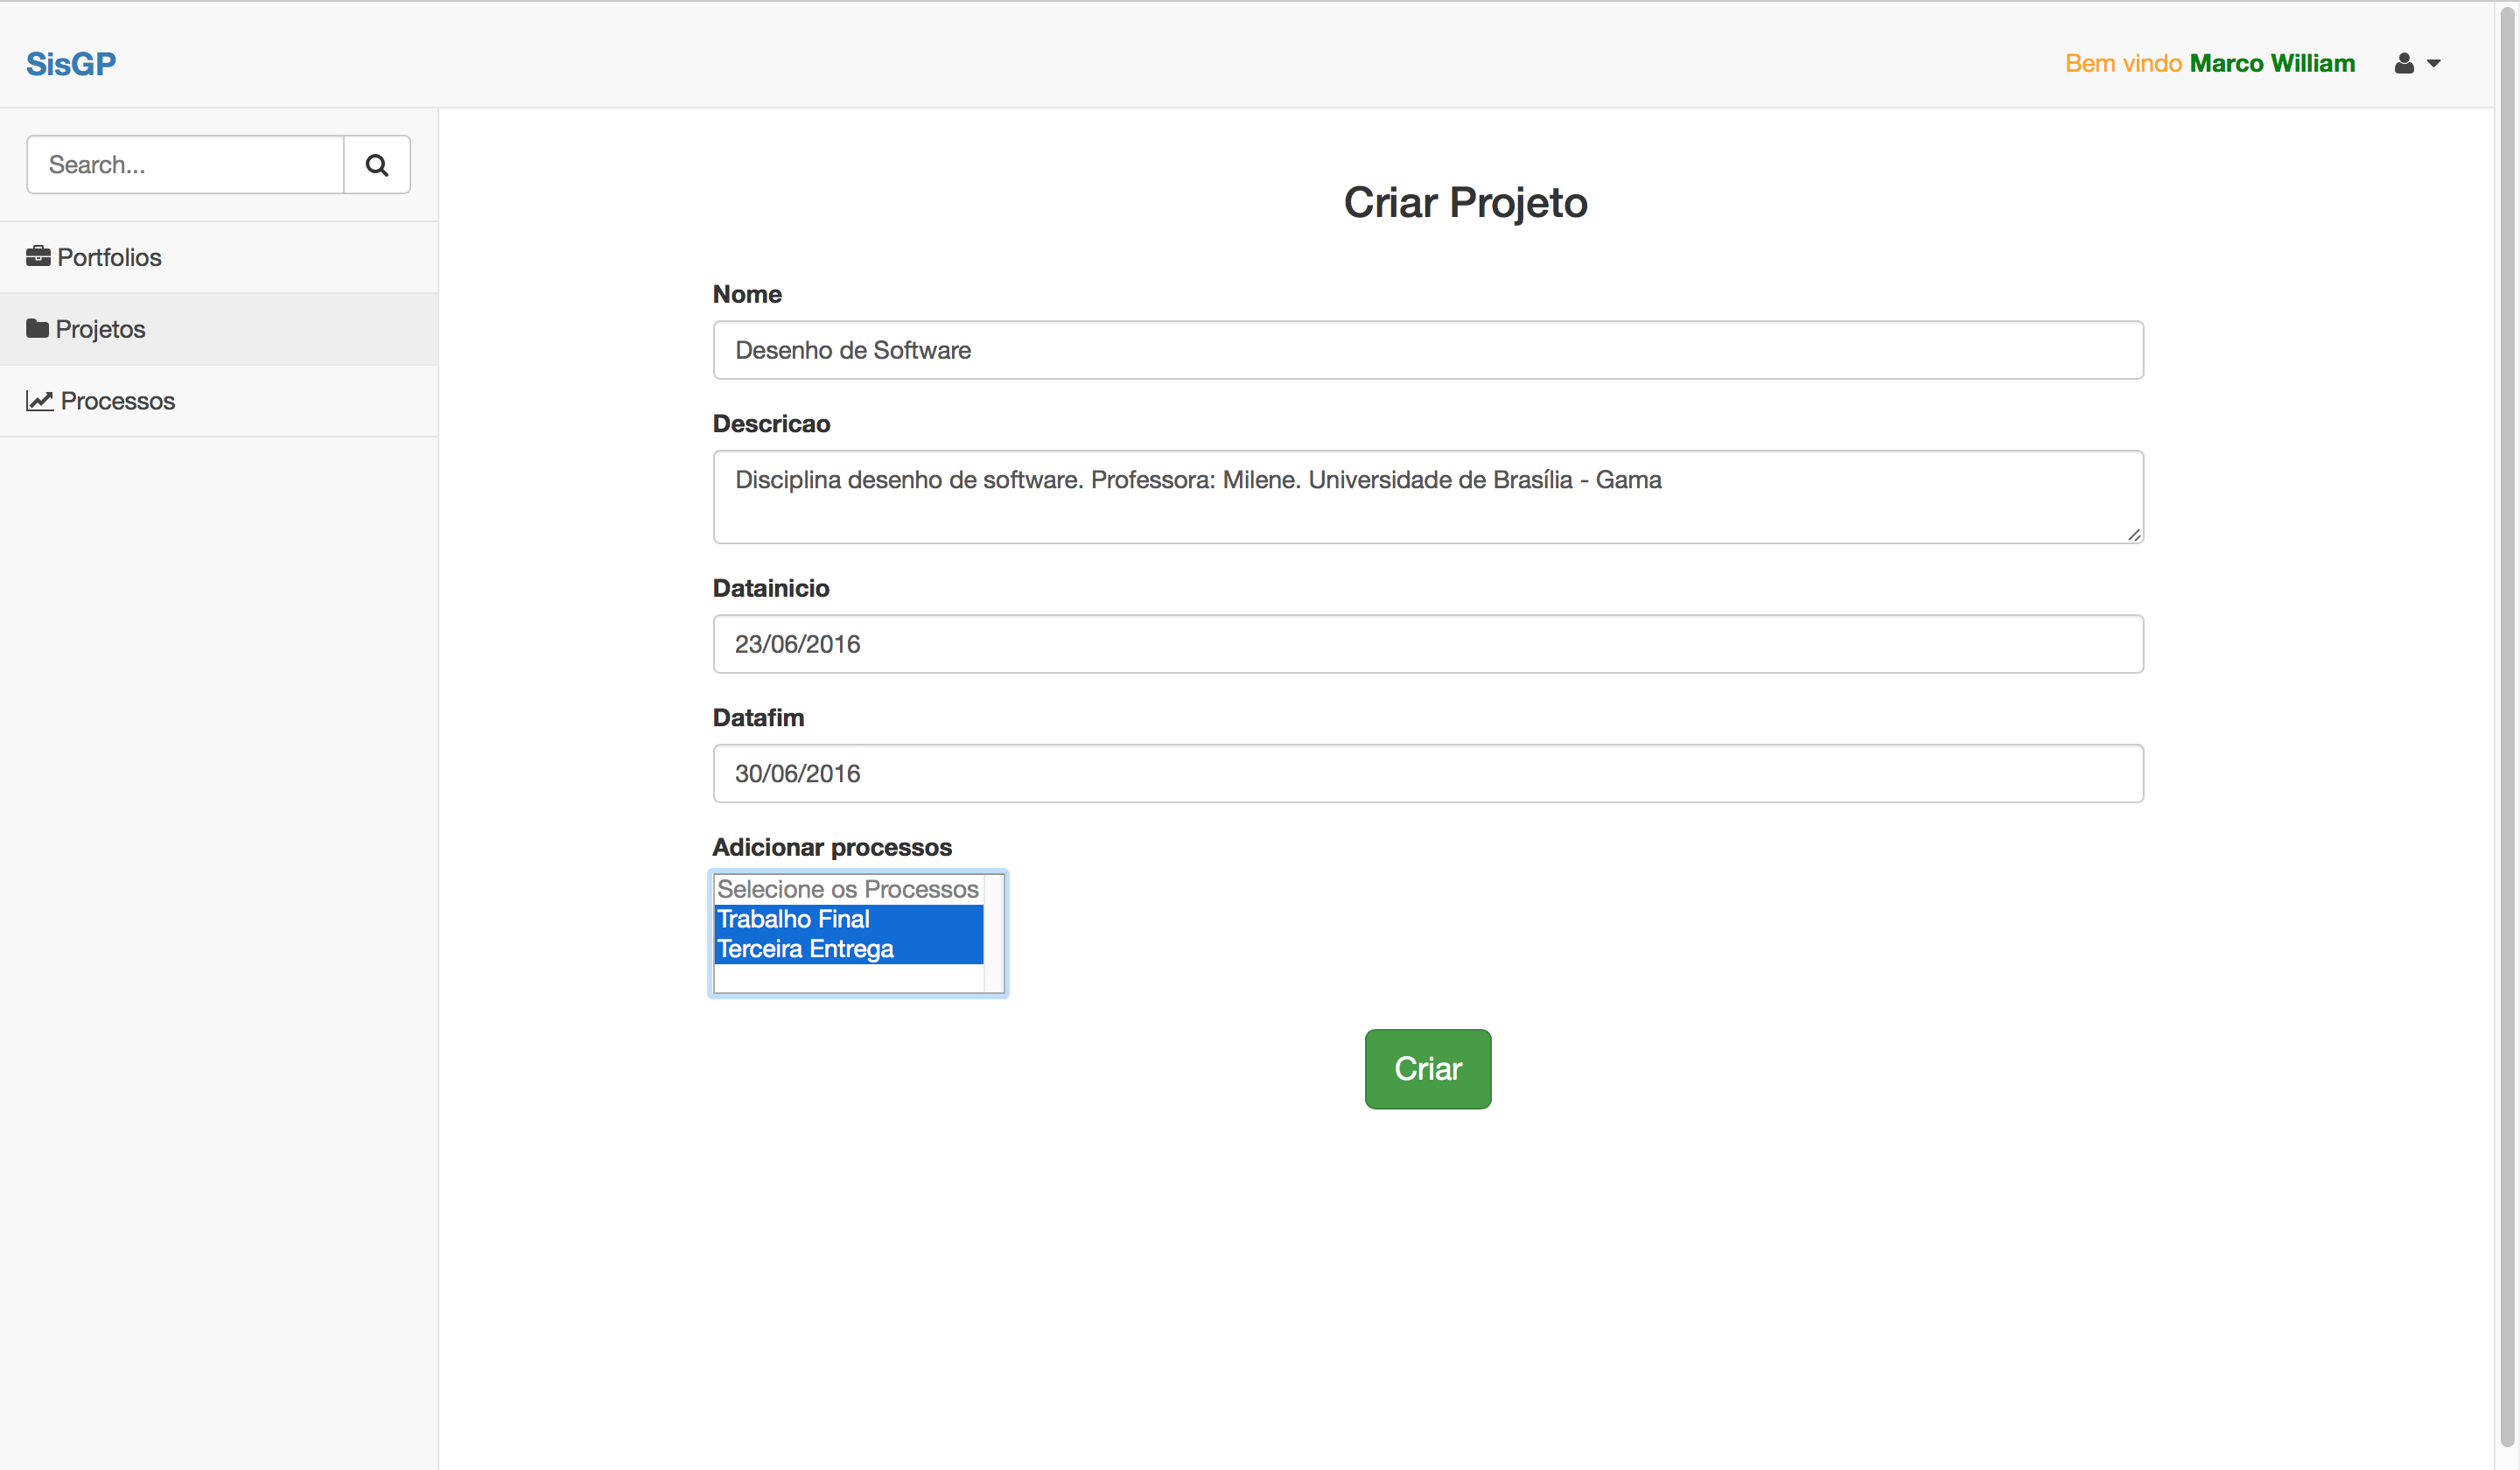 SisGP
Bem vindo Marco William
Search...
Portfolios
Projetos
Processos
Criar Projeto
Nome
Desenho de Software
Descricao
Disciplina desenho de software. Professora: Milene. Universidade de Brasília - Gama
Datainicio
23/06/2016
Datafim
30/06/2016
Adicionar processos
Selecione os Processos
Trabalho Final
Terceira Entrega
Criar